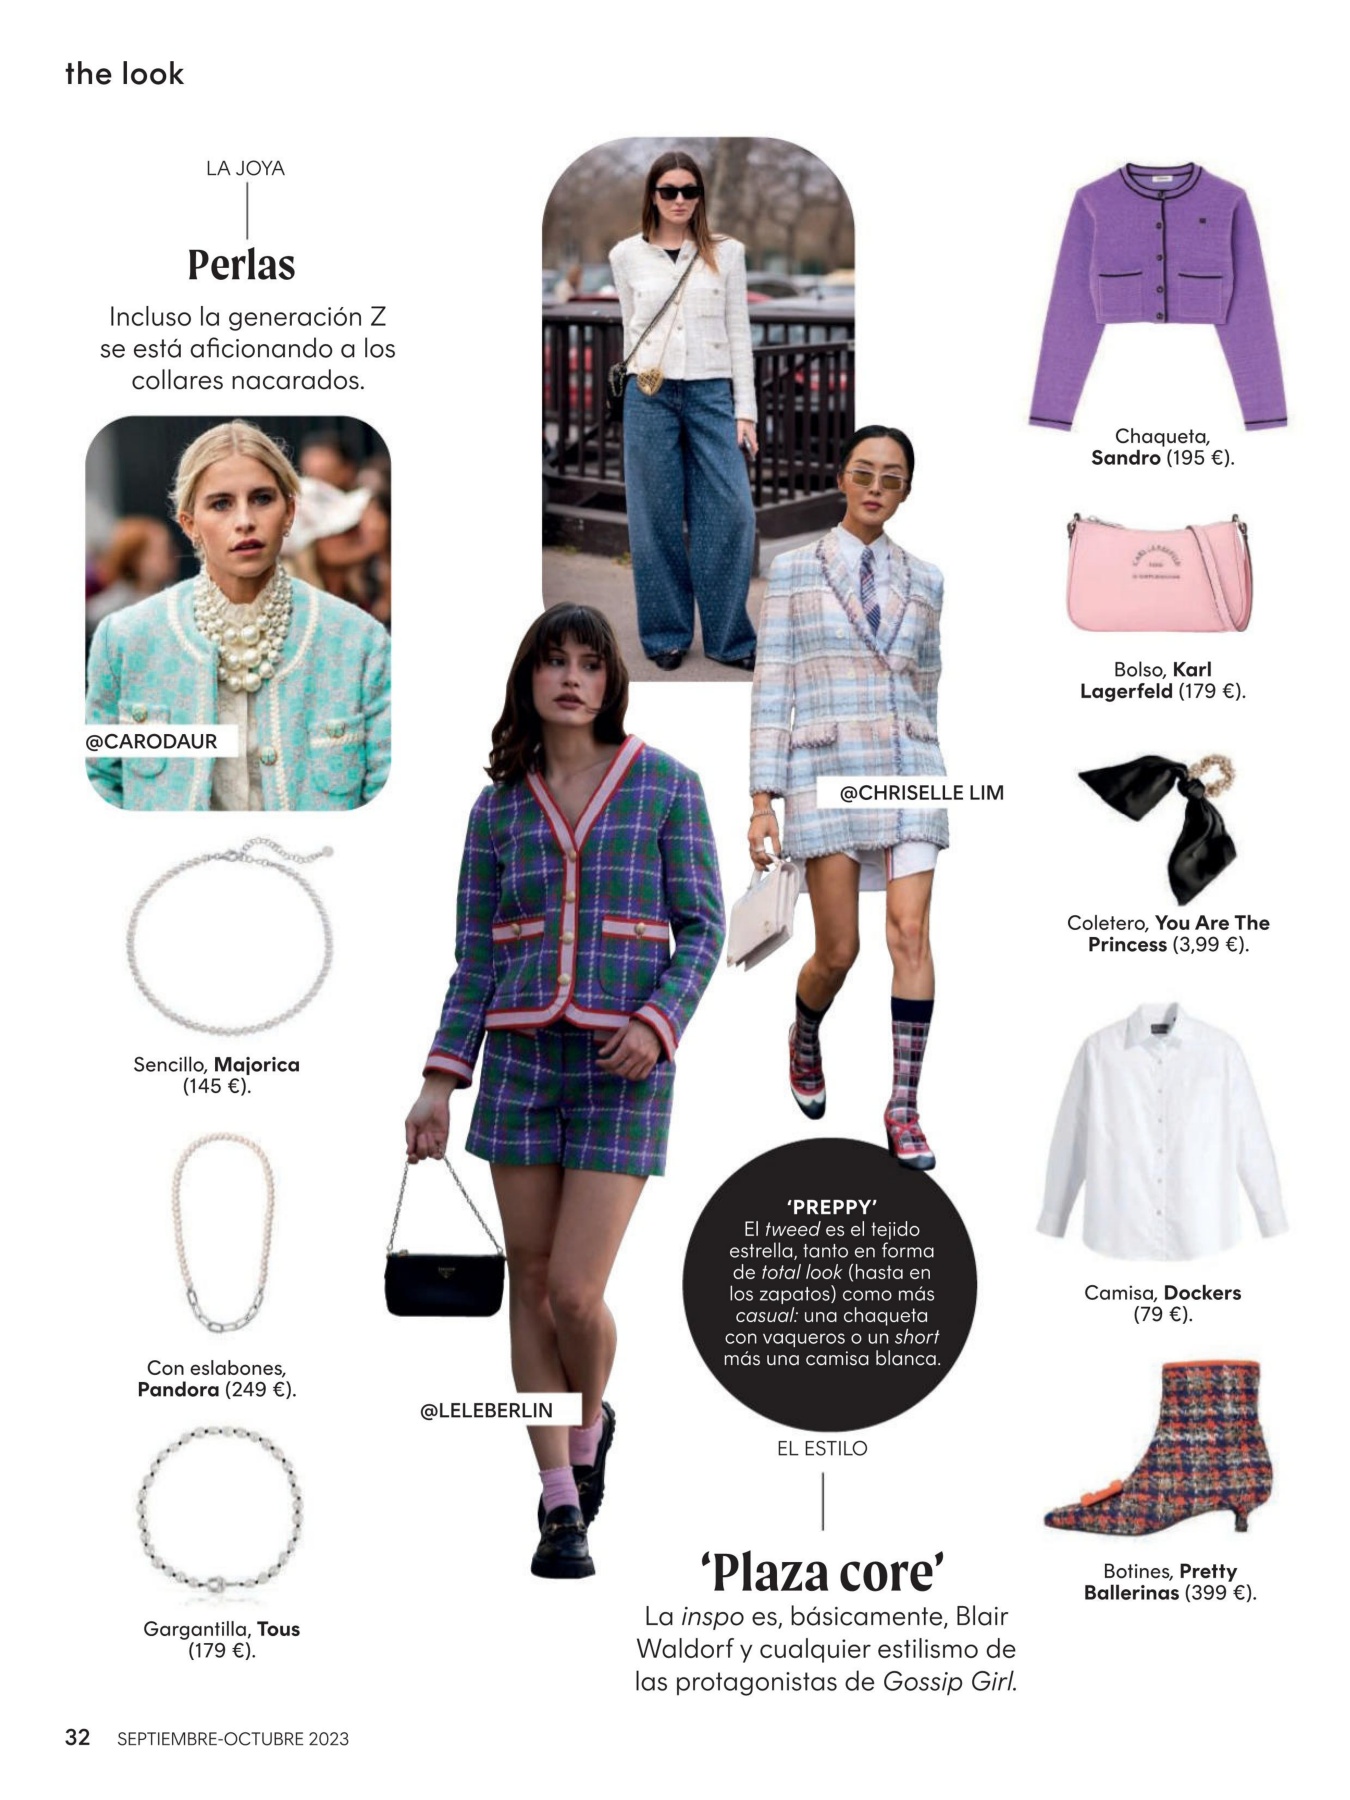 the look
LA JOYA
Perlas
Incluso la generación Z
se está aficionando a los
collares nacarados.
@CARODAUR
Sencillo, Majorica
(145 €).
Con eslabones,
Pandora (249 €).
Gargantilla, Tous
(179 €).
@CHRISELLE LIM
@LELEBERLIN
'PREPPY'
El tweed es el tejido
estrella, tanto en forma
de total look (hasta en
los zapatos) como más
casual: una chaqueta
con vaqueros o un short
más una camisa blanca.
EL ESTILO
‘Plaza core’
La inspo es, básicamente, Blair
Waldorf y cualquier estilismo de
las protagonistas de Gossip Girl.
Chaqueta,
Sandro (195 €).
KARL LAGERFELD
PARIS
Bolso, Karl
Lagerfeld (179 €).
Coletero, You Are The
Princess (3,99 €).
Camisa, Dockers
(79 €).
Botines, Pretty
Ballerinas (399 €).
32 SEPTIEMBRE-OCTUBRE 2023